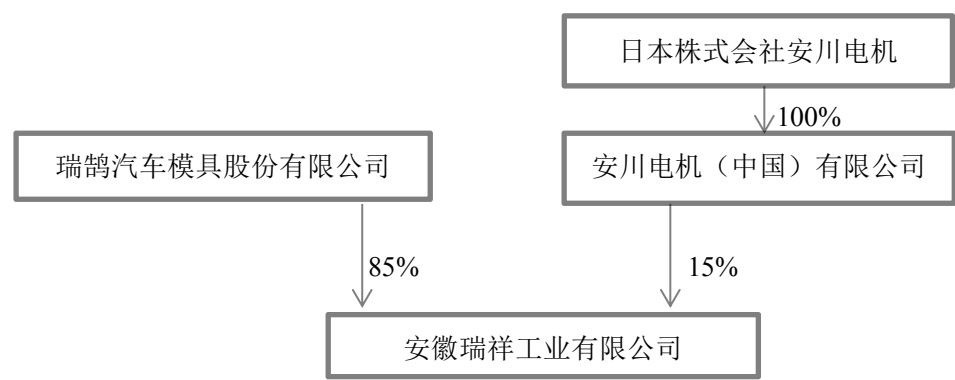 日本株式会社安川电机
100%
瑞鹄汽车模具股份有限公司
安川电机（中国）有限公司
85%
15%
安徽瑞祥工业有限公司